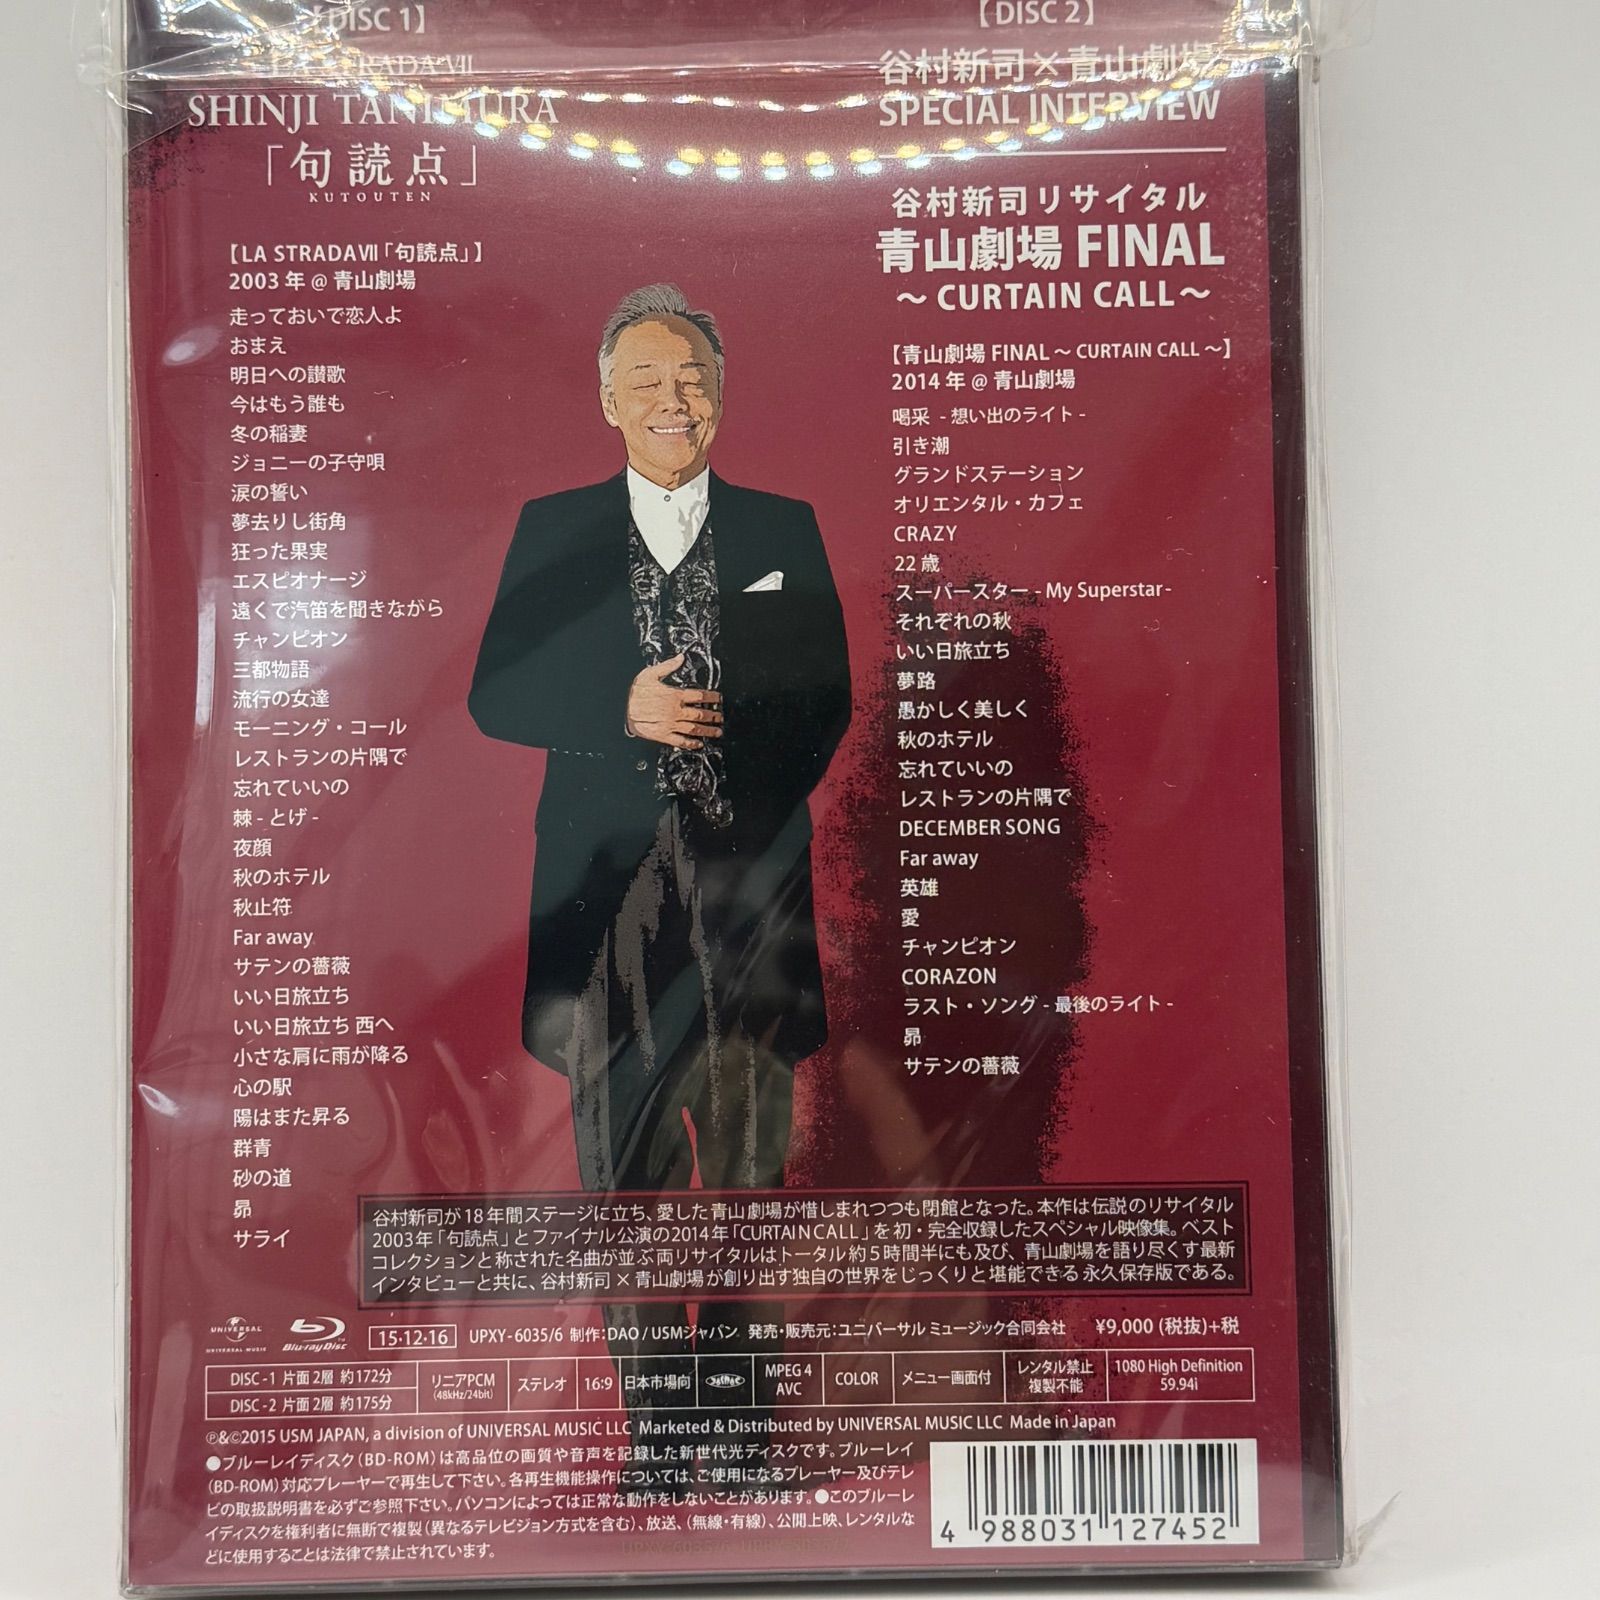 【DISC 1】
LA STRADA Ⅶ
SHINJI TANIMURA
「句読点」
KUTOUTEN
【LA STRADAⅦ「句読点」】
2003年@青山劇場
走っておいで恋人よ
おまえ
明日への讃歌
今はもう誰も
冬の稲妻
ジョニーの子守唄
涙の誓い
夢去りし街角
狂った果実
エスピオナージ
遠くで汽笛を聞きながら
チャンピオン
三都物語
流行の女達
モーニング・コール
レストランの片隅で
忘れていいの
棘 - とげ -
夜顔
秋のホテル
秋止符
Far away
サテンの薔薇
いい日旅立ち
いい日旅立ち 西へ
小さな肩に雨が降る
心の駅
陽はまた昇る
群青
砂の道
昴
サライ
【DISC 2】
谷村新司×青山劇場
SPECIAL INTERVIEW
谷村新司リサイタル
青山劇場 FINAL
～CURTAIN CALL～
【青山劇場 FINAL ～ CURTAIN CALL ～】
2014年@青山劇場
喝采 - 想い出のライト -
引き潮
グランドステーション
オリエンタル・カフェ
CRAZY
22歳
スーパースター - My Superstar-
それぞれの秋
いい日旅立ち
夢路
愚かしく美しく
秋のホテル
忘れていいの
レストランの片隅で
DECEMBER SONG
Far away
英雄
愛
チャンピオン
CORAZON
ラスト・ソング - 最後のライト -
昴
サテンの薔薇
谷村新司が18年間ステージに立ち、愛した青山劇場が惜しまれつつも閉館となった。本作は伝説のリサイタル
2003年「句読点」とファイナル公演の2014年「CURTAIN CALL」を初・完全収録したスペシャル映像集。ベスト
コレクションと称された名曲が並ぶ両リサイタルはトータル約5時間半にも及び、青山劇場を語り尽くす最新
インタビューと共に、谷村新司×青山劇場が創り出す独自の世界をじっくりと堪能できる永久保存版である。
UNIVERSAL
UNIVERSAL MUSIC
Blu-ray Disc
15・12・16
UPXY-6035/6 制作：DAO / USMジャパン 発売・販売元：ユニバーサル ミュージック合同会社 ¥9,000 (税抜)+税
DISC-1 片面2層 約172分
DISC-2 片面2層 約175分
リニアPCM
(48kHz/24bit)
ステレオ
16:9
日本市場向
JASRAC
MPEG 4
AVC
COLOR
メニュー画面付
レンタル禁止
複製不能
1080 High Definition
59.94i
℗&©2015 USM JAPAN, a division of UNIVERSAL MUSIC LLC Marketed & Distributed by UNIVERSAL MUSIC LLC Made in Japan
●ブルーレイディスク（BD-ROM）は高品位の画質や音声を記録した新世代光ディスクです。ブルーレイ
(BD-ROM)対応プレーヤーで再生して下さい。各再生機能操作については、ご使用になるプレーヤー及びテレ
ビの取扱説明書を必ずご参照下さい。パソコンによっては正常な動作をしないことがあります。●このブルーレ
イディスクを権利者に無断で複製（異なるテレビジョン方式を含む）、放送、（無線・有線）、公開上映、レンタルな
どに使用することは法律で禁止されています。
4 988031 127452